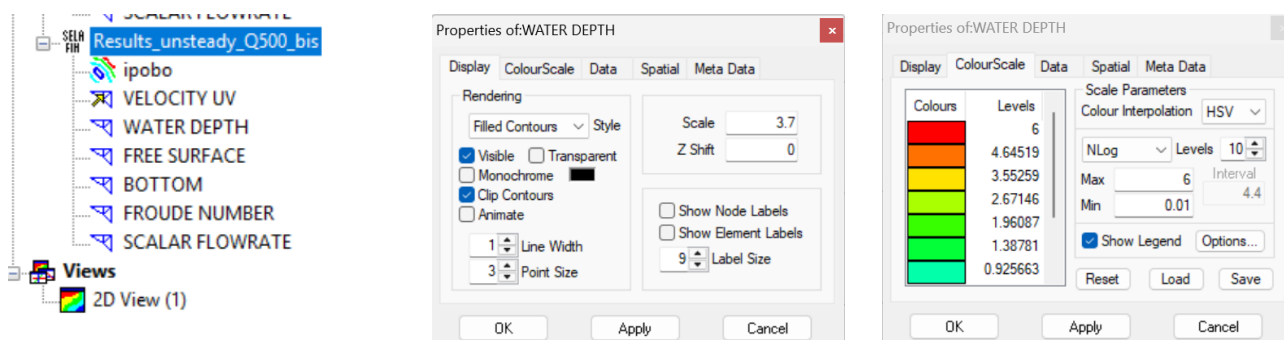 SCALAR FLOWRATE
SELA
FIN
Results_unsteady_Q500_bis
ipobo
VELOCITY UV
WATER DEPTH
FREE SURFACE
BOTTOM
FROUDE NUMBER
SCALAR FLOWRATE
Views
2D View (1)
Properties of:WATER DEPTH
Display ColourScale Data Spatial Meta Data
Rendering
Filled Contours Style
Visible Transparent
Monochrome
Clip Contours
Animate
1 Line Width
3 Point Size
Scale 3.7
Z Shift 0
Show Node Labels
Show Element Labels
9 Label Size
OK Apply Cancel
Properties of:WATER DEPTH
Display ColourScale Data Spatial Meta Data
Colours Levels
6
4.64519
3.55259
2.67146
1.96087
1.38781
0.925663
Scale Parameters
Colour Interpolation HSV
NLog Levels 10
Max 6 Interval
4.4
Min 0.01
Show Legend Options...
Reset Load Save
OK Apply Cancel